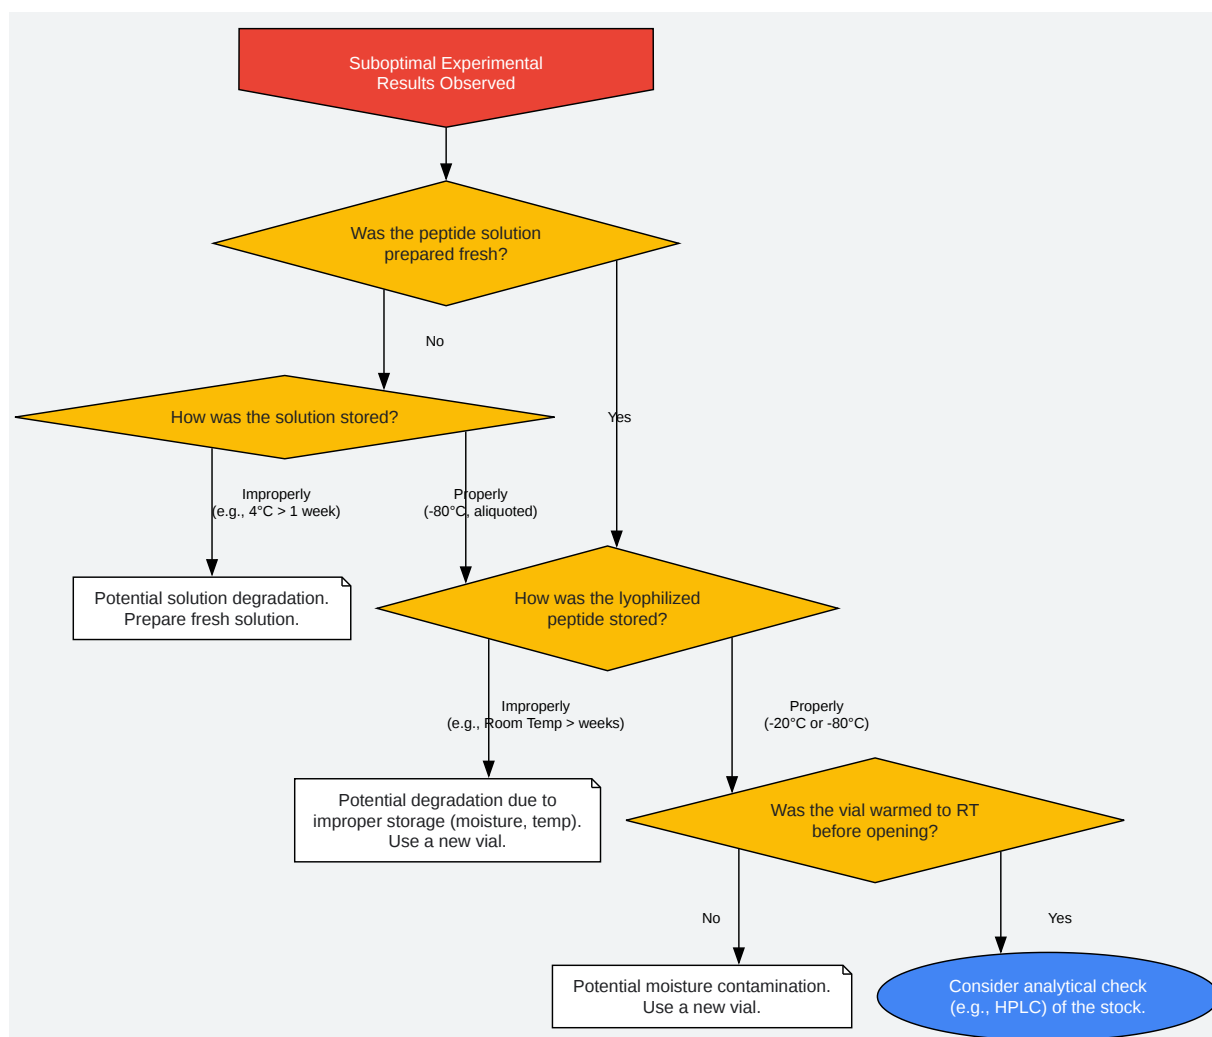 Suboptimal Experimental
Results Observed
Was the peptide solution
prepared fresh?
No
How was the solution stored?
Yes
Improperly
(e.g., 4°C > 1 week)
Properly
(-80°C, aliquoted)
Potential solution degradation.
Prepare fresh solution.
How was the lyophilized
peptide stored?
Improperly
(e.g., Room Temp > weeks)
Properly
(-20°C or -80°C)
Potential degradation due to
improper storage (moisture, temp).
Use a new vial.
Was the vial warmed to RT
before opening?
No
Yes
Potential moisture contamination.
Use a new vial.
Consider analytical check
(e.g., HPLC) of the stock.